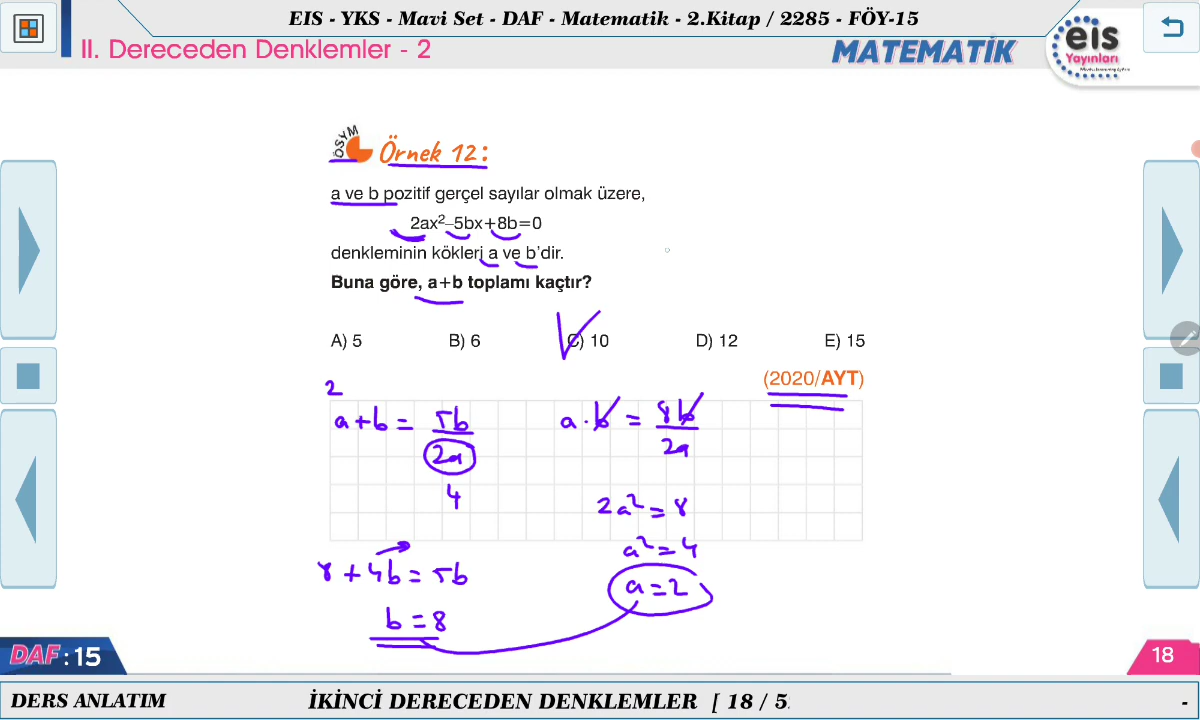 EIS - YKS - Mavi Set - DAF - Matematik - 2.Kitap / 2285 - FÖY-15
II. Dereceden Denklemler - 2
MATEMATİK
eis
Yayınları
ÖSYM
Örnek 12:
a ve b pozitif gerçel sayılar olmak üzere,
2ax²–5bx+8b=0
denkleminin kökleri a ve b'dir.
Buna göre, a+b toplamı kaçtır?
A) 5 B) 6 C) 10 D) 12 E) 15
(2020/AYT)
2
a+b = 5b/2a
4
a . b = 8b/2a
2a² = 8
a² = 4
a = 2
8 + 4b = 5b
b = 8
DAF : 15
18
DERS ANLATIM
İKİNCİ DERECEDEN DENKLEMLER [ 18 / 5
-